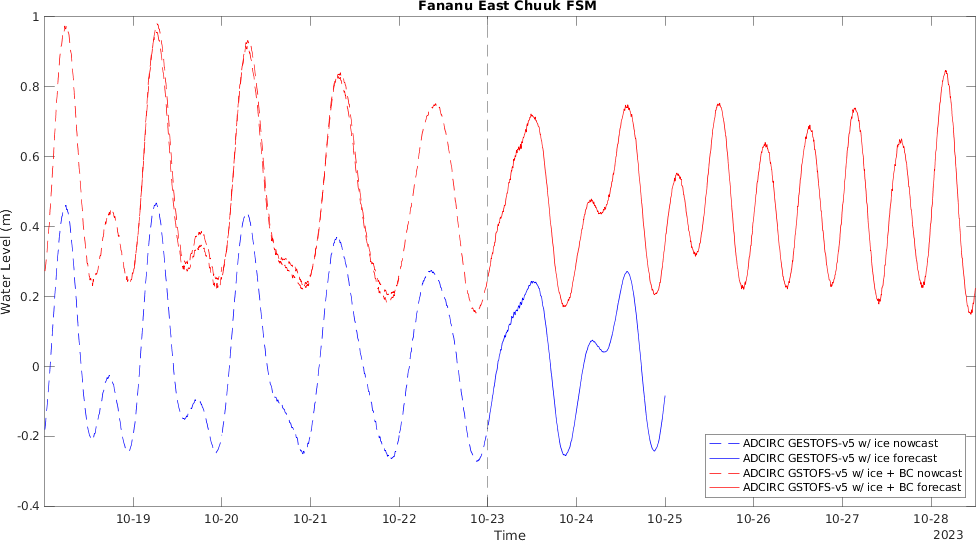 Fananu East Chuuk FSM
Water Level (m)
1
0.8
0.6
0.4
0.2
0
-0.2
-0.4
10-19 10-20 10-21 10-22 10-23 10-24 10-25 10-26 10-27 10-28
Time
2023
ADCIRC GESTOFS-v5 w/ ice nowcast
ADCIRC GESTOFS-v5 w/ ice forecast
ADCIRC GSTOFS-v5 w/ ice + BC nowcast
ADCIRC GSTOFS-v5 w/ ice + BC forecast